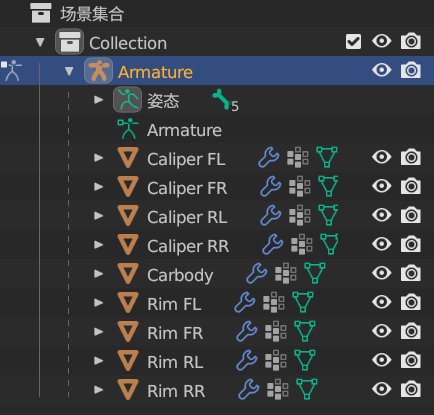 场景集合
Collection
Armature
姿态 5
Armature
Caliper FL
Caliper FR
Caliper RL
Caliper RR
Carbody
Rim FL
Rim FR
Rim RL
Rim RR